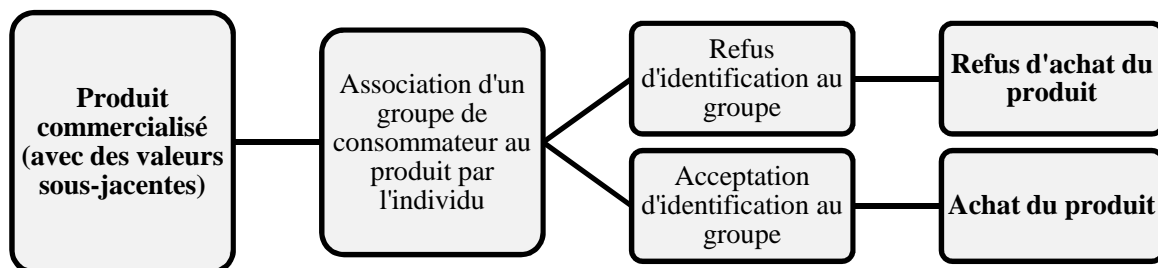 Produit
commercialisé
(avec des valeurs
sous-jacentes)
Association d'un
groupe de
consommateur au
produit par
l'individu
Refus
d'identification au
groupe
Refus d'achat du
produit
Acceptation
d'identification au
groupe
Achat du produit